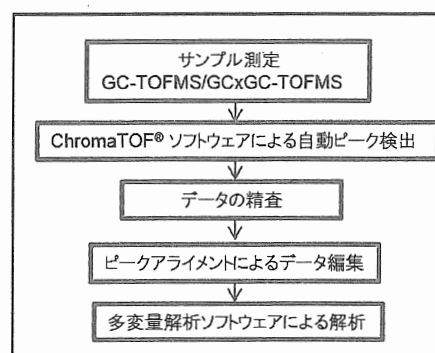 サンプル測定
GC-TOFMS/GCxGC-TOFMS
ChromaTOF® ソフトウェアによる自動ピーク検出
データの精査
ピークアライメントによるデータ編集
多変量解析ソフトウェアによる解析